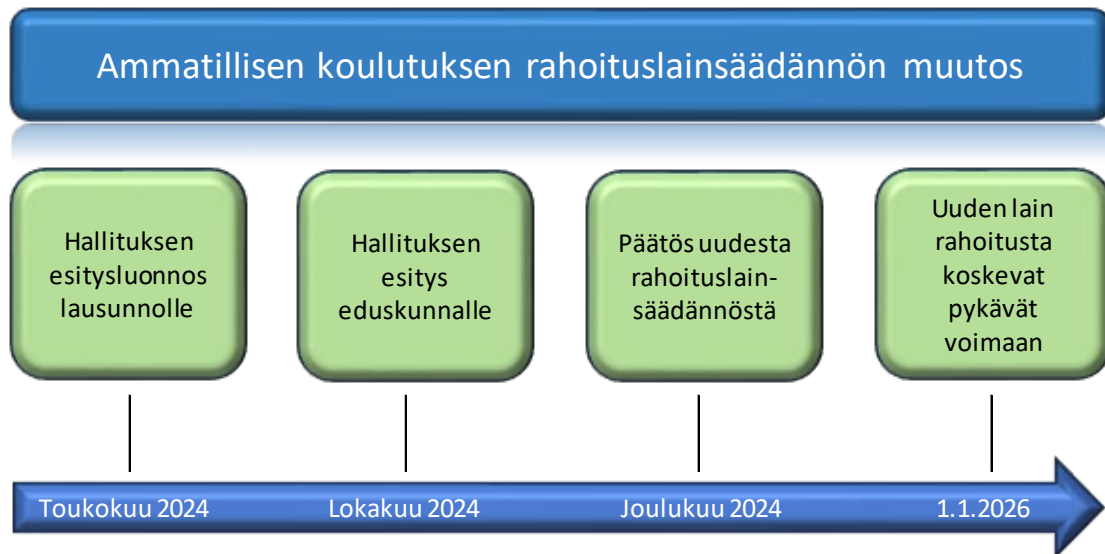 Ammatillisen koulutuksen rahoituslainsäädännön muutos
Hallituksen
esitysluonnos
lausunnolle
Hallituksen
esitys
eduskunnalle
Päätös uudesta
rahoituslain-
säädännöstä
Uuden lain
rahoitusta
koskevat
pykävät
voimaan
Toukokuu 2024
Lokakuu 2024
Joulukuu 2024
1.1.2026